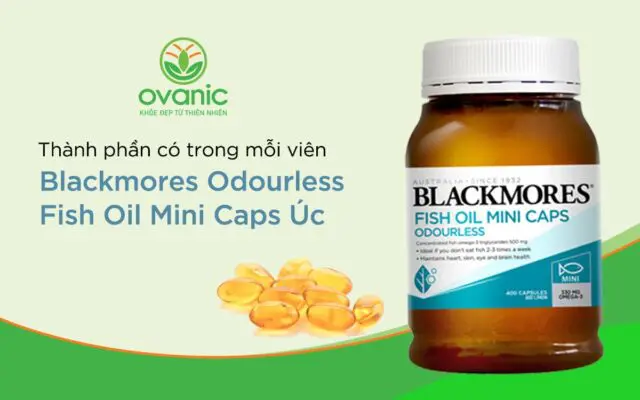 ovanic
KHỎE ĐẸP TỪ THIÊN NHIÊN
Thành phần có trong mỗi viên
Blackmores Odourless
Fish Oil Mini Caps Úc
AUSTRALIA - SINCE 1932
BLACKMORES®
FISH OIL MINI CAPS
ODOURLESS
Concentrated fish omega-3 triglycerides 500 mg
• Ideal if you don't eat fish 2-3 times a week
• Maintains heart, skin, eye and brain health
MINI
400 CAPSULES
330 MG
OMEGA-3